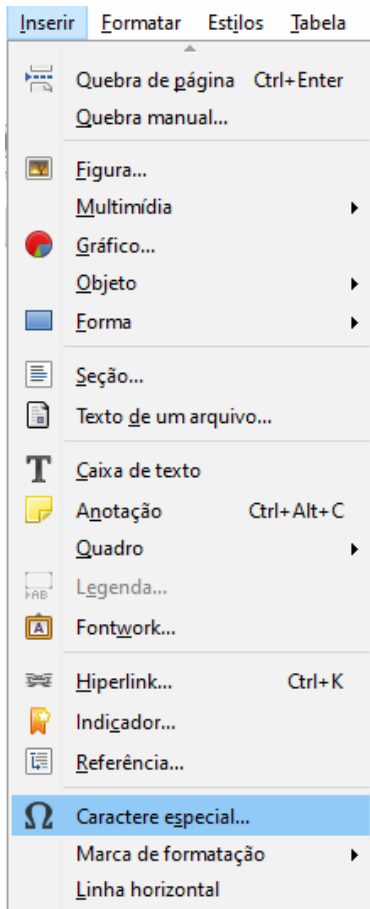 Inserir Formatar Estilos Tabela
Quebra de página Ctrl+Enter
Quebra manual...
Figura...
Multimídia
Gráfico...
Objeto
Forma
Seção...
Texto de um arquivo...
T Caixa de texto
Anotação Ctrl+Alt+C
Quadro
AB Legenda...
A Fontwork...
Hiperlink... Ctrl+K
Indicador...
Referência...
Ω Caractere especial...
Marca de formatação
Linha horizontal